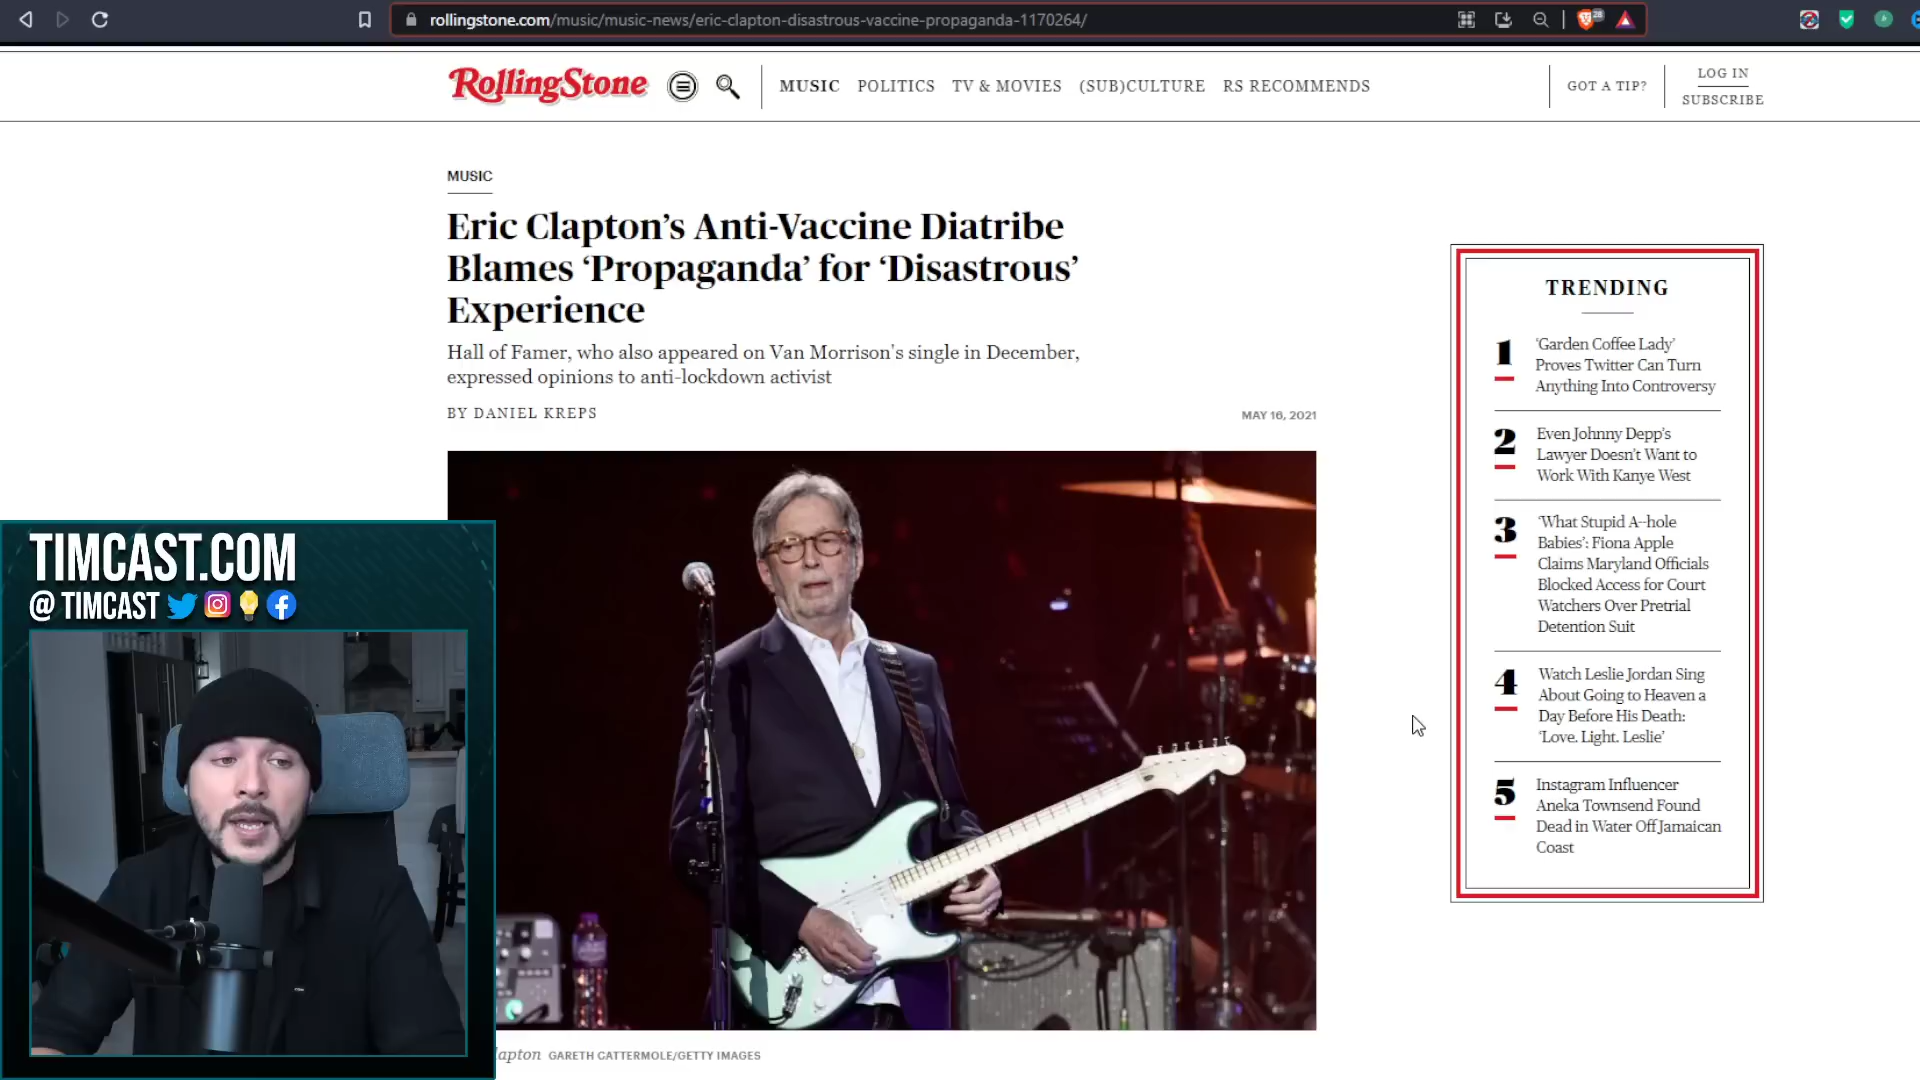 rollingstone.com/music/music-news/eric-clapton-disastrous-vaccine-propaganda-1170264/
28
RollingStone
MUSIC POLITICS TV & MOVIES (SUB)CULTURE RS RECOMMENDS
GOT A TIP?
LOG IN
SUBSCRIBE
MUSIC
Eric Clapton’s Anti-Vaccine Diatribe
Blames ‘Propaganda’ for ‘Disastrous’
Experience
Hall of Famer, who also appeared on Van Morrison's single in December,
expressed opinions to anti-lockdown activist
BY DANIEL KREPS
MAY 16, 2021
TRENDING
1
‘Garden Coffee Lady’
Proves Twitter Can Turn
Anything Into Controversy
2
Even Johnny Depp’s
Lawyer Doesn’t Want to
Work With Kanye West
3
‘What Stupid A--hole
Babies’: Fiona Apple
Claims Maryland Officials
Blocked Access for Court
Watchers Over Pretrial
Detention Suit
4
Watch Leslie Jordan Sing
About Going to Heaven a
Day Before His Death:
‘Love. Light. Leslie’
5
Instagram Influencer
Aneka Townsend Found
Dead in Water Off Jamaican
Coast
TIMCAST.COM
@ TIMCAST
lapton GARETH CATTERMOLE/GETTY IMAGES